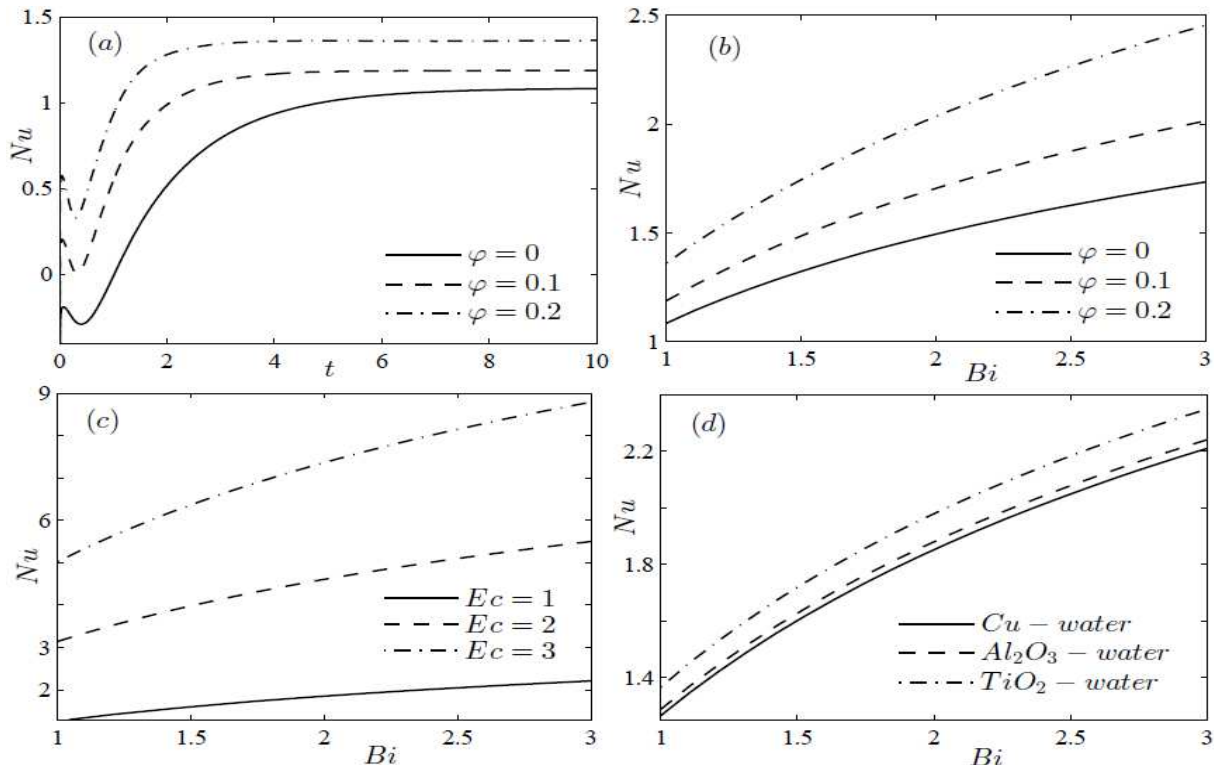 (a)
Nu
1.5
1
0.5
0
0 2 4 6 8 10
t
φ = 0
φ = 0.1
φ = 0.2
(b)
Nu
2.5
2
1.5
1
1 1.5 2 2.5 3
Bi
φ = 0
φ = 0.1
φ = 0.2
(c)
Nu
9
6
3
2
1 1.5 2 2.5 3
Bi
Ec = 1
Ec = 2
Ec = 3
(d)
Nu
2.2
1.8
1.4
1 1.5 2 2.5 3
Bi
Cu − water
Al₂O₃ − water
TiO₂ − water